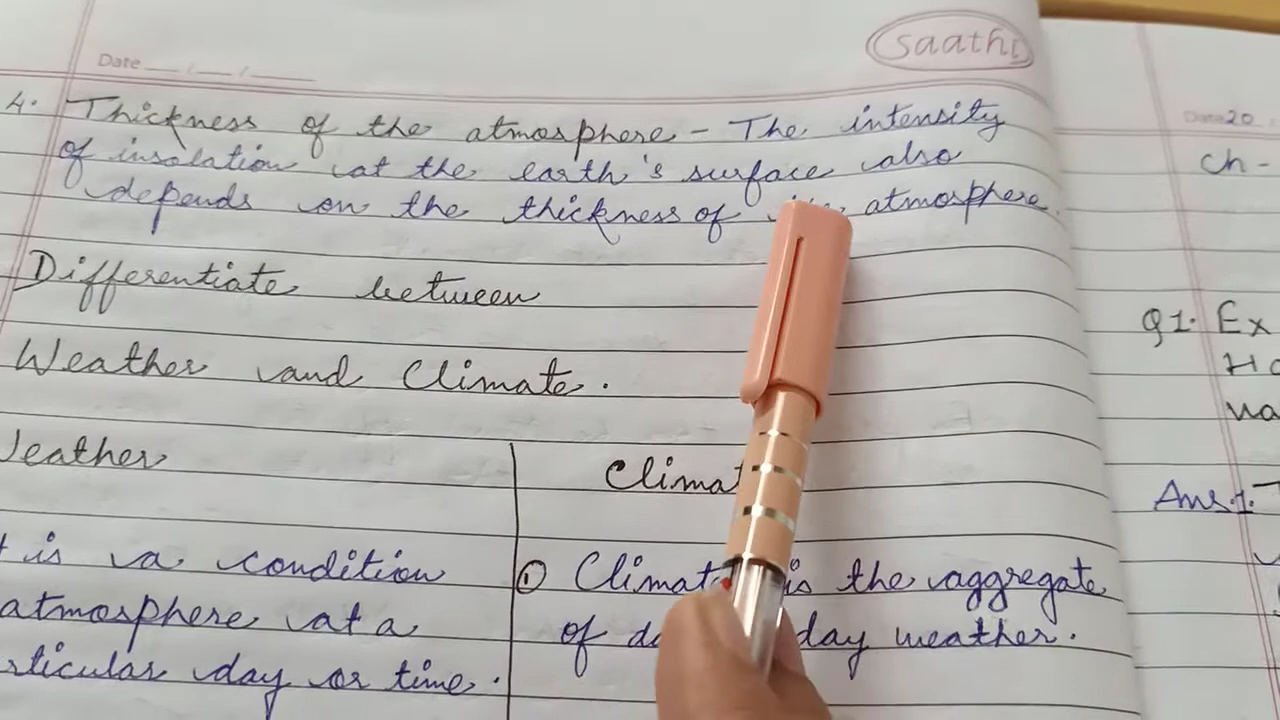 Date
saathi
4. Thickness of the atmosphere - The intensity
of insolation at the earth's surface also
depends on the thickness of atmosphere.
Differentiate between
Weather and Climate.
Weather
is a condition
atmosphere at a
day or time.
① is the aggregate
of day weather.
Date 20
Ch-
Q1. Ex
Ans.1.